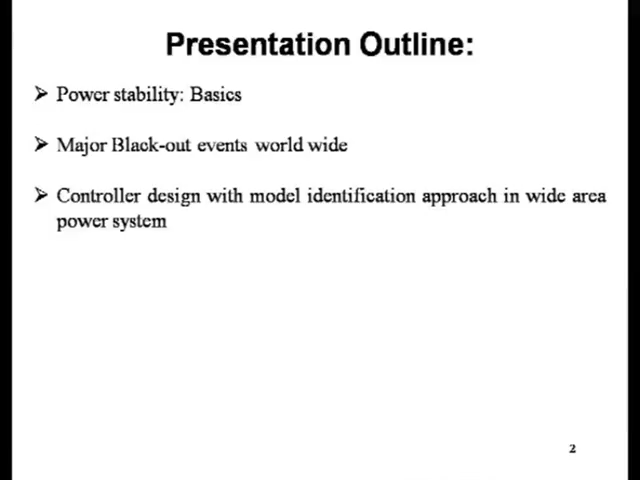 Presentation Outline:
➤ Power stability: Basics
➤ Major Black-out events world wide
➤ Controller design with model identification approach in wide area
power system
2